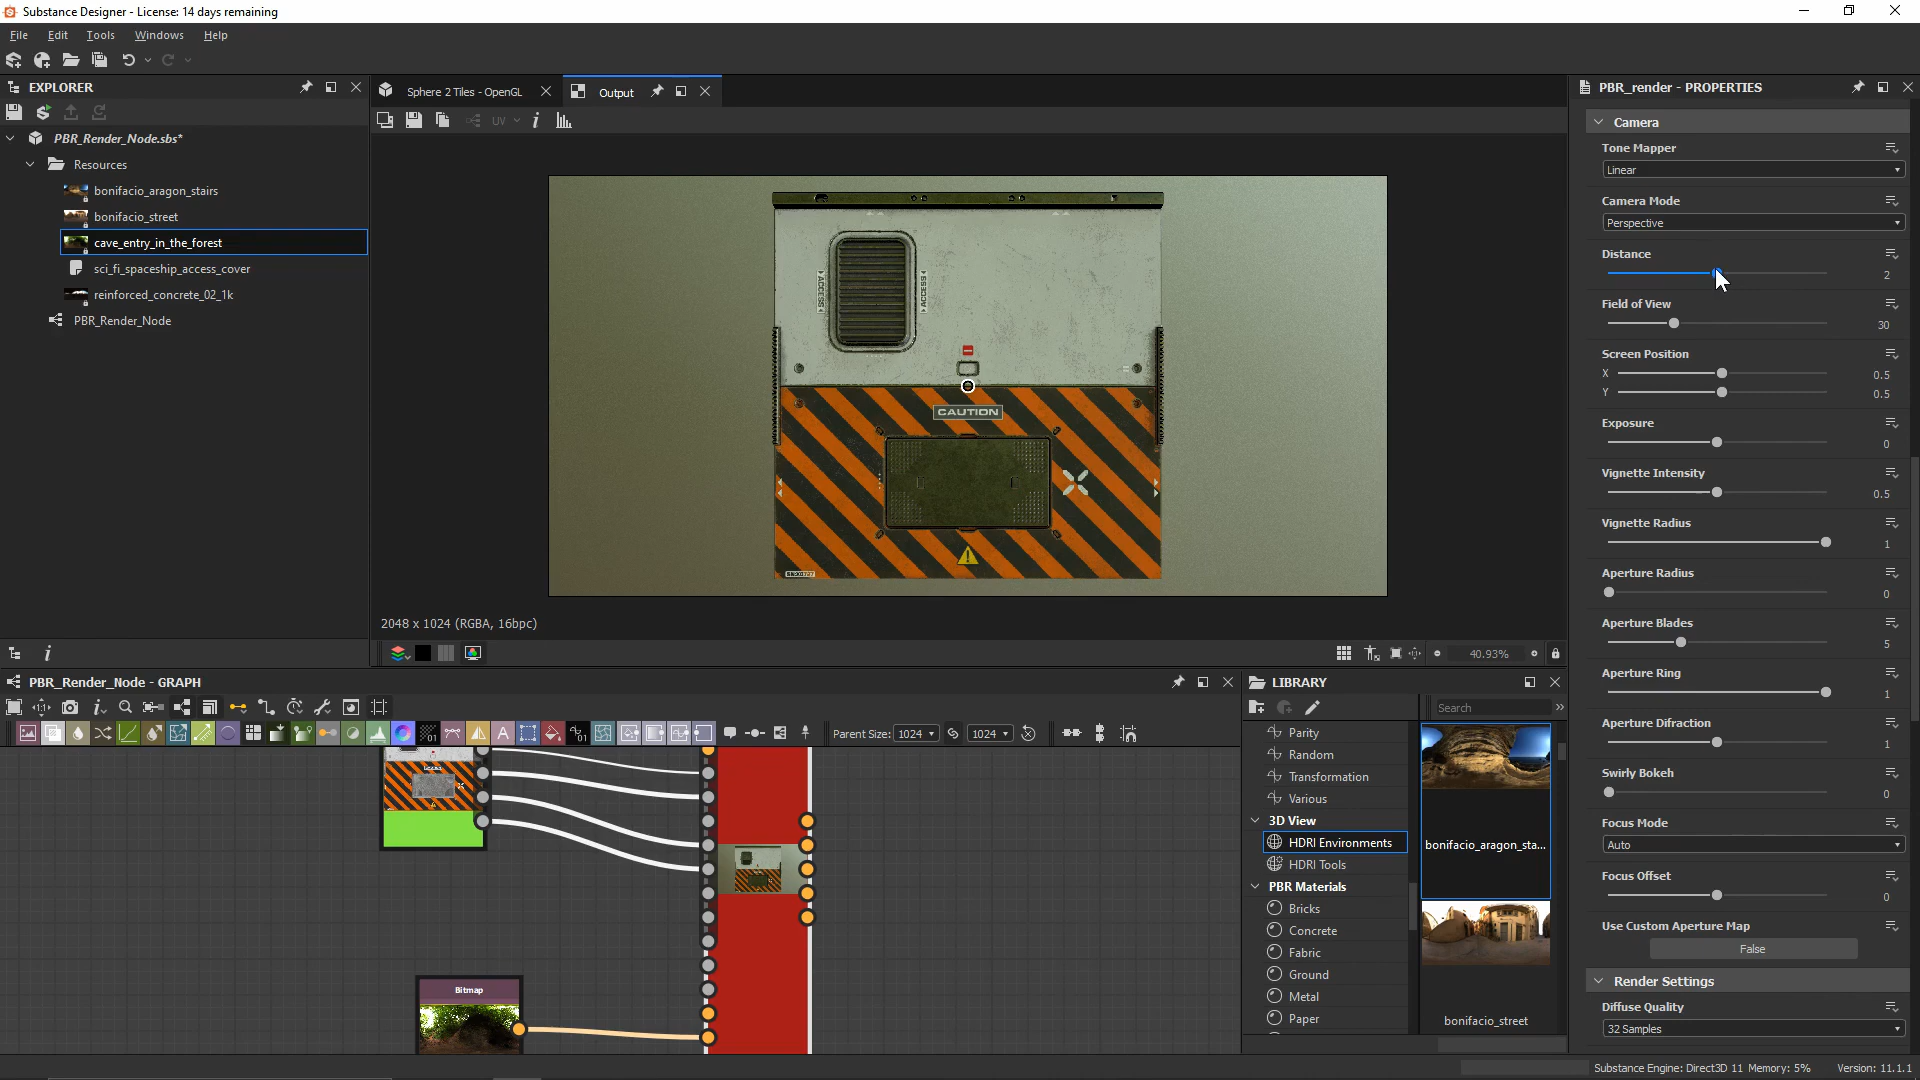 Substance Designer - License: 14 days remaining
File Edit Tools Windows Help
EXPLORER
PBR_Render_Node.sbs*
Resources
bonifacio_aragon_stairs
bonifacio_street
cave_entry_in_the_forest
sci_fi_spaceship_access_cover
reinforced_concrete_02_1k
PBR_Render_Node
Sphere 2 Tiles - OpenGL
Output
UV
ACCESS
ACCESS
CAUTION
2048 x 1024 (RGBA, 16bpc)
40.93%
PBR_render - PROPERTIES
Camera
Tone Mapper
Linear
Camera Mode
Perspective
Distance
2
Field of View
30
Screen Position
X 0.5
Y 0.5
Exposure
0
Vignette Intensity
0.5
Vignette Radius
1
Aperture Radius
0
Aperture Blades
5
Aperture Ring
1
Aperture Difraction
1
Swirly Bokeh
0
Focus Mode
Auto
Focus Offset
0
Use Custom Aperture Map
False
Render Settings
Diffuse Quality
32 Samples
PBR_Render_Node - GRAPH
Parent Size: 1024 1024
Bitmap
LIBRARY
Search
Parity
Random
Transformation
Various
3D View
HDRI Environments
HDRI Tools
PBR Materials
Bricks
Concrete
Fabric
Ground
Metal
Paper
bonifacio_aragon_sta...
bonifacio_street
Substance Engine: Direct3D 11 Memory: 5% Version: 11.1.1